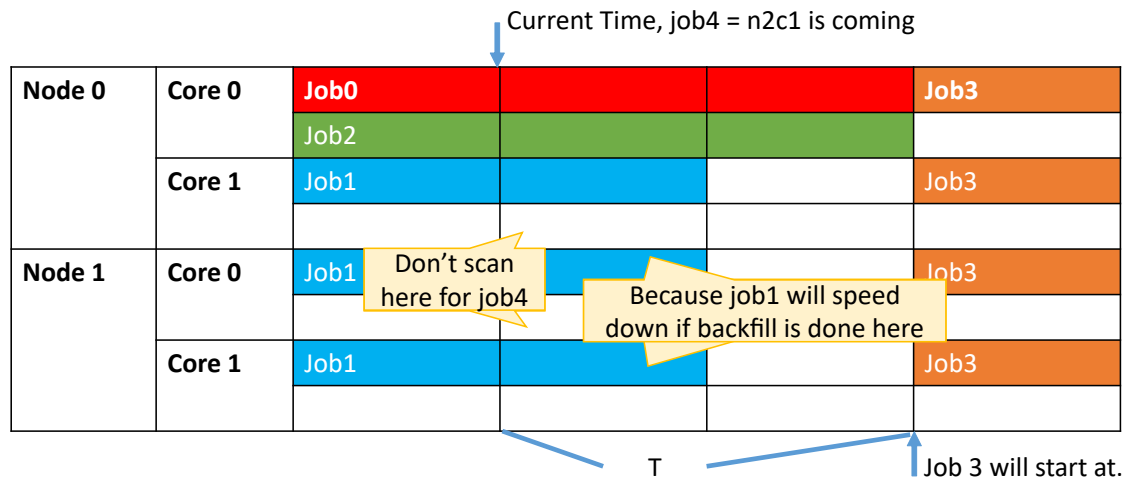 Current Time, job4 = n2c1 is coming
Node 0 Core 0 Job0 Job3
Job2
Core 1 Job1 Job3
Node 1 Core 0 Job1 Job3
Don't scan
here for job4
Because job1 will speed
down if backfill is done here
Core 1 Job1 Job3
T
Job 3 will start at.